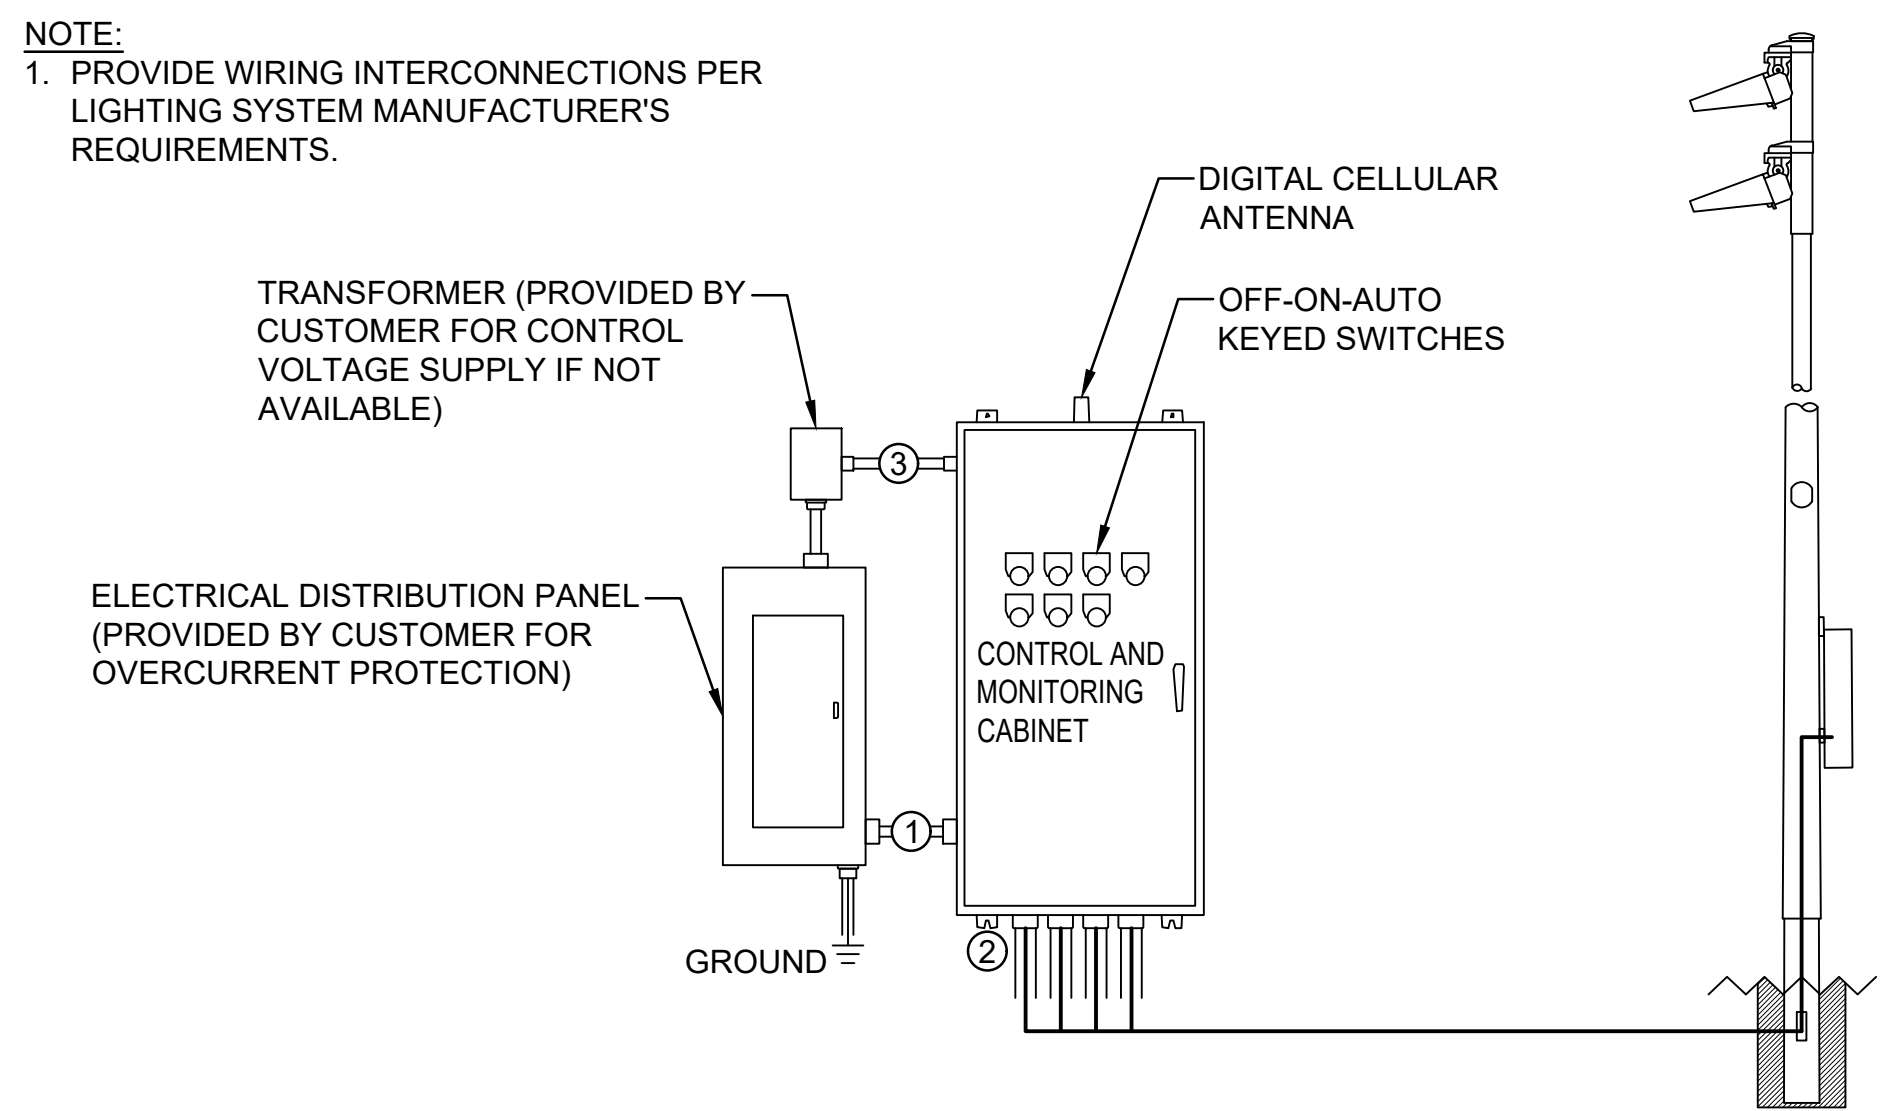 NOTE:
1. PROVIDE WIRING INTERCONNECTIONS PER
LIGHTING SYSTEM MANUFACTURER'S
REQUIREMENTS.
DIGITAL CELLULAR
ANTENNA
TRANSFORMER (PROVIDED BY
CUSTOMER FOR CONTROL
VOLTAGE SUPPLY IF NOT
AVAILABLE)
OFF-ON-AUTO
KEYED SWITCHES
3
ELECTRICAL DISTRIBUTION PANEL
(PROVIDED BY CUSTOMER FOR
OVERCURRENT PROTECTION)
CONTROL AND
MONITORING
CABINET
1
GROUND
2